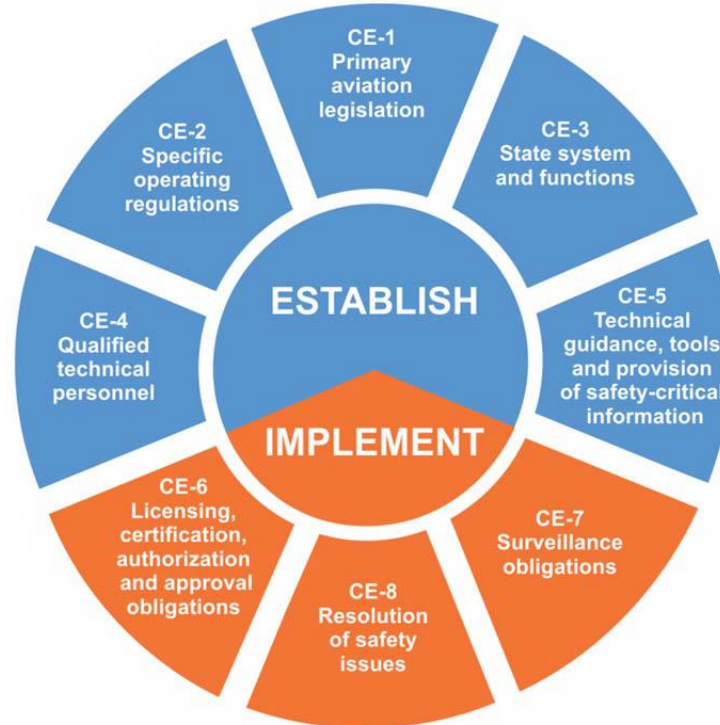 CE-1
Primary
aviation
legislation
CE-2
Specific
operating
regulations
CE-3
State system
and functions
ESTABLISH
CE-4
Qualified
technical
personnel
CE-5
Technical
guidance, tools
and provision
of safety-critical
information
IMPLEMENT
CE-6
Licensing,
certification,
authorization
and approval
obligations
CE-7
Surveillance
obligations
CE-8
Resolution
of safety
issues